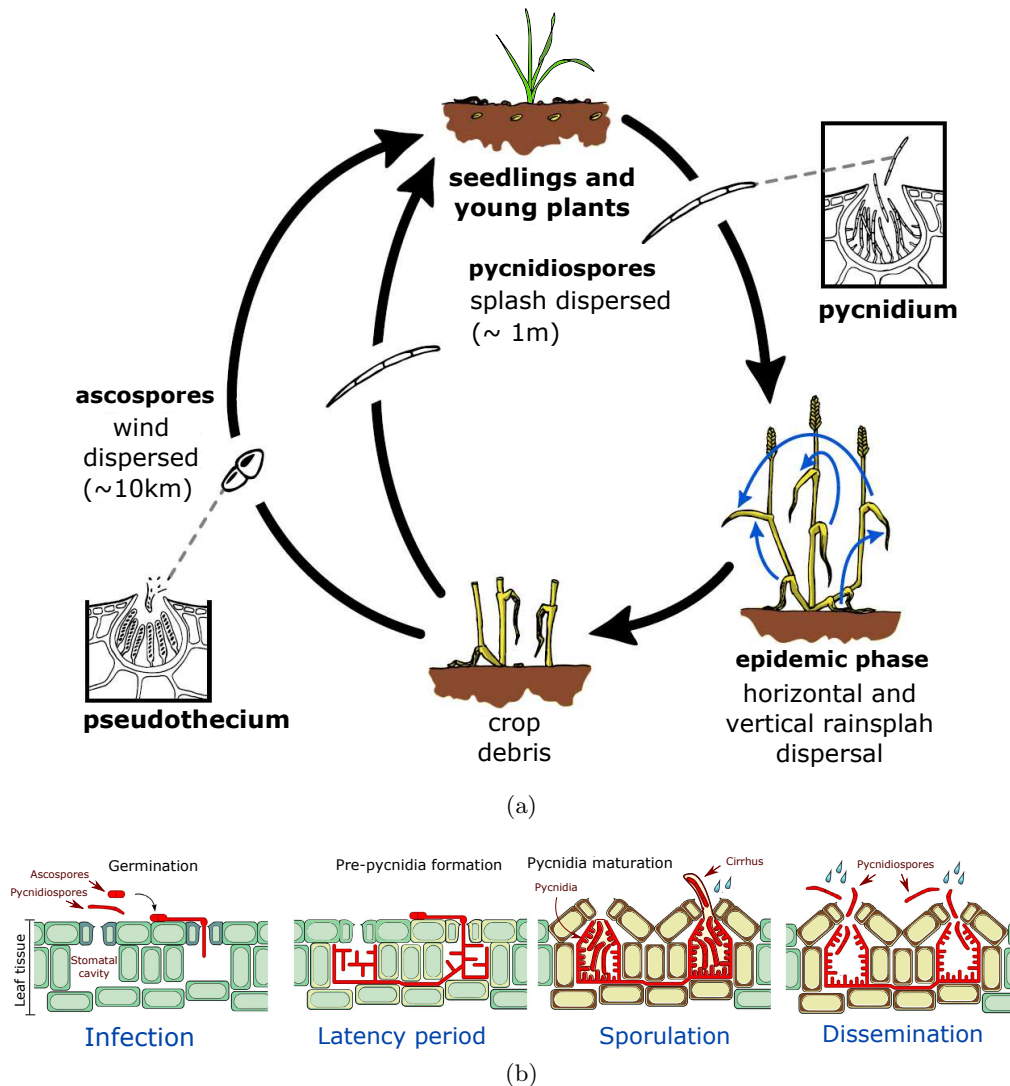 seedlings and
young plants
pycnidiospores
splash dispersed
(~ 1m)
pycnidium
ascospores
wind
dispersed
(~10km)
pseudothecium
crop
debris
epidemic phase
horizontal and
vertical rainsplah
dispersal
(a)
Ascospores
Pycnidiospores
Germination
Leaf tissue
Stomatal
cavity
Infection
Pre-pycnidia formation
Latency period
Pycnidia maturation
Cirrhus
Pycnidia
Sporulation
Pycnidiospores
Dissemination
(b)